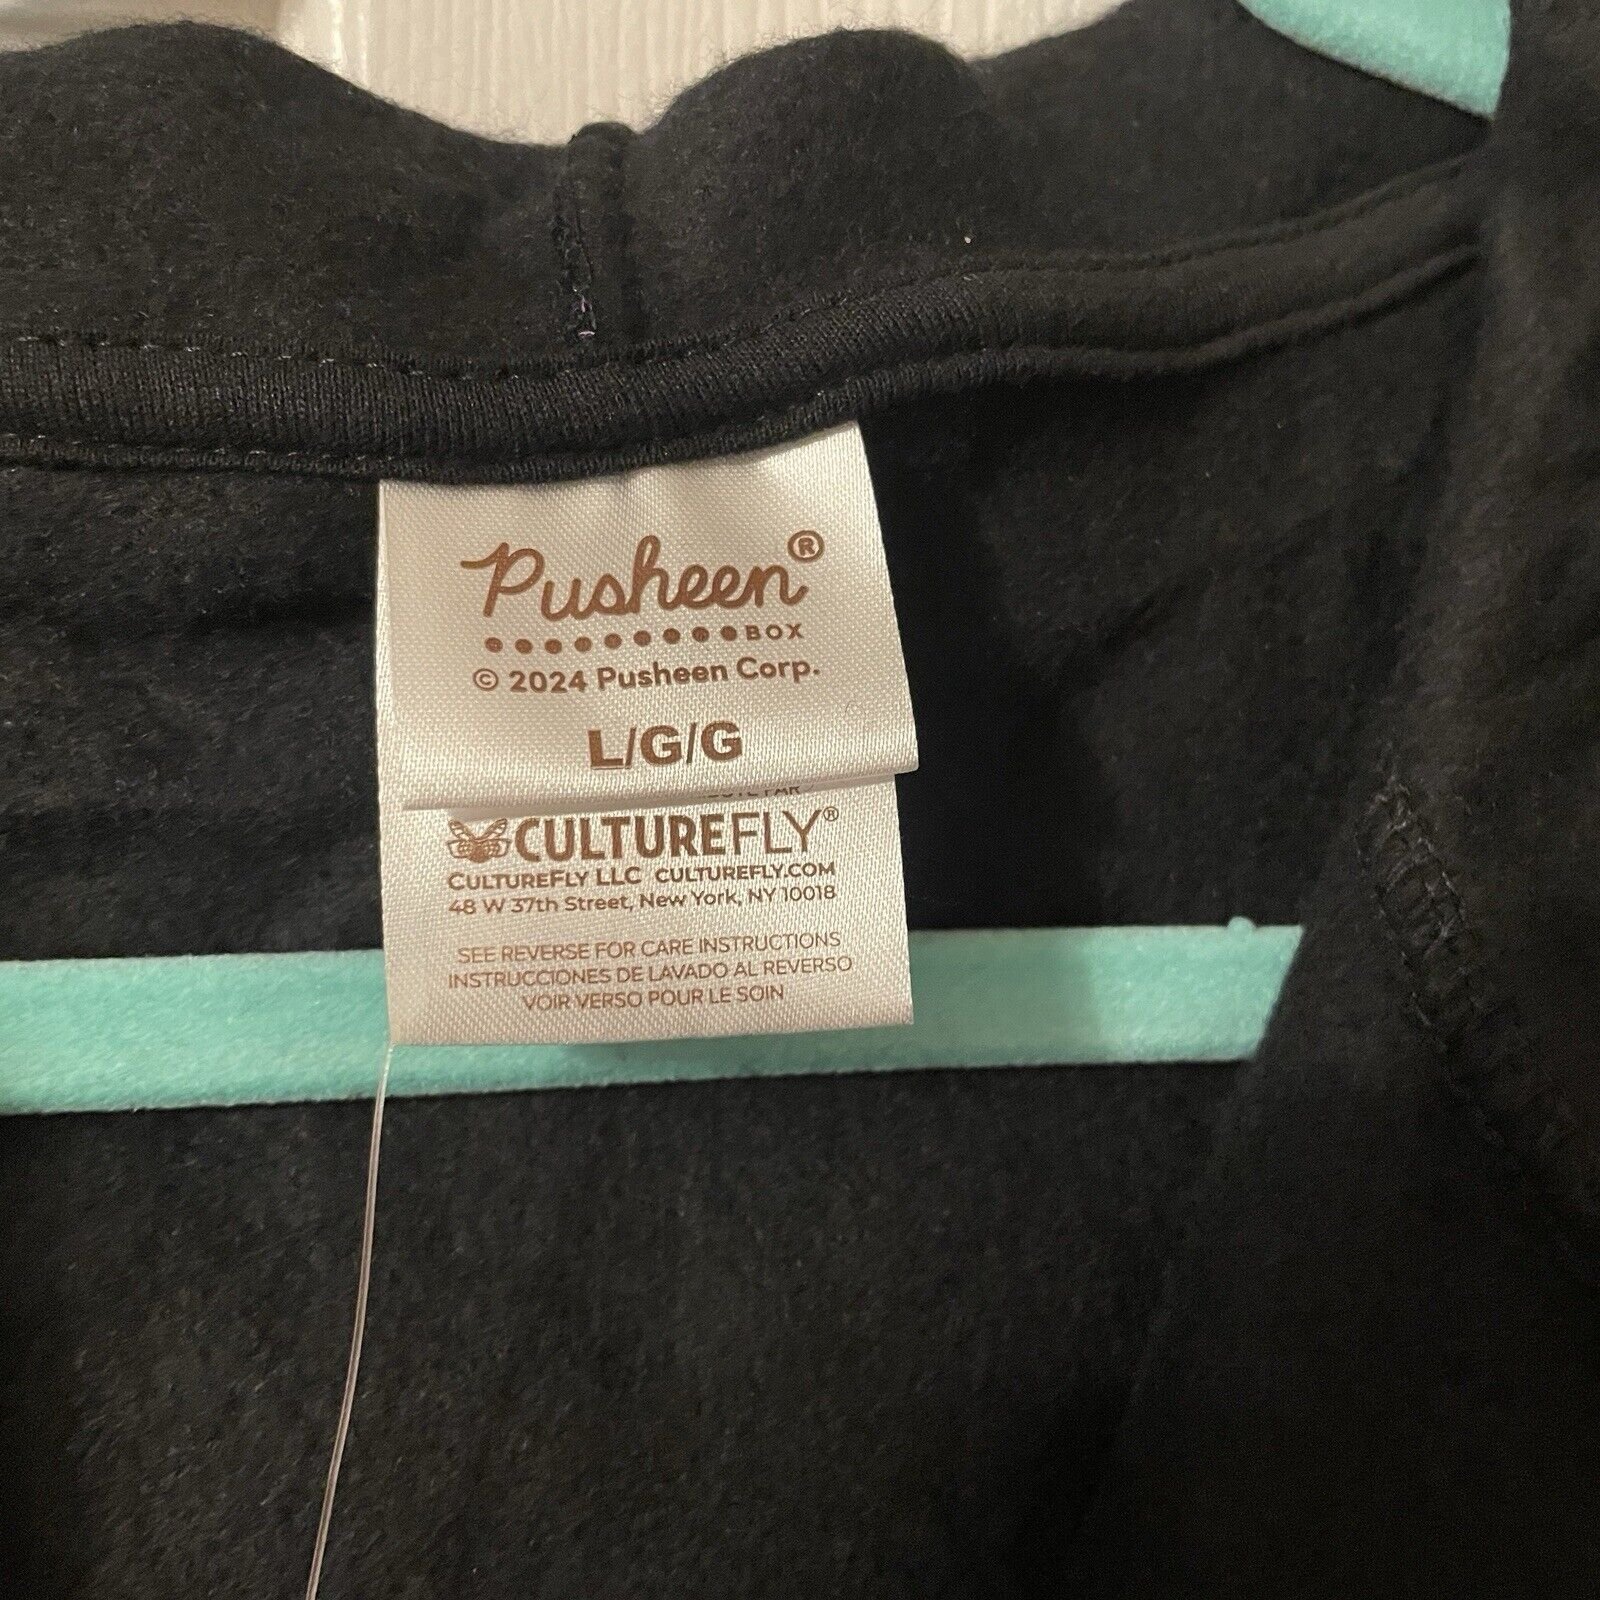 Pusheen®
BOX
© 2024 Pusheen Corp.
L/G/G
PAR
CULTUREFLY®
CULTUREFLY LLC CULTUREFLY.COM
48 W 37th Street, New York, NY 10018
SEE REVERSE FOR CARE INSTRUCTIONS
INSTRUCCIONES DE LAVADO AL REVERSO
VOIR VERSO POUR LE SOIN